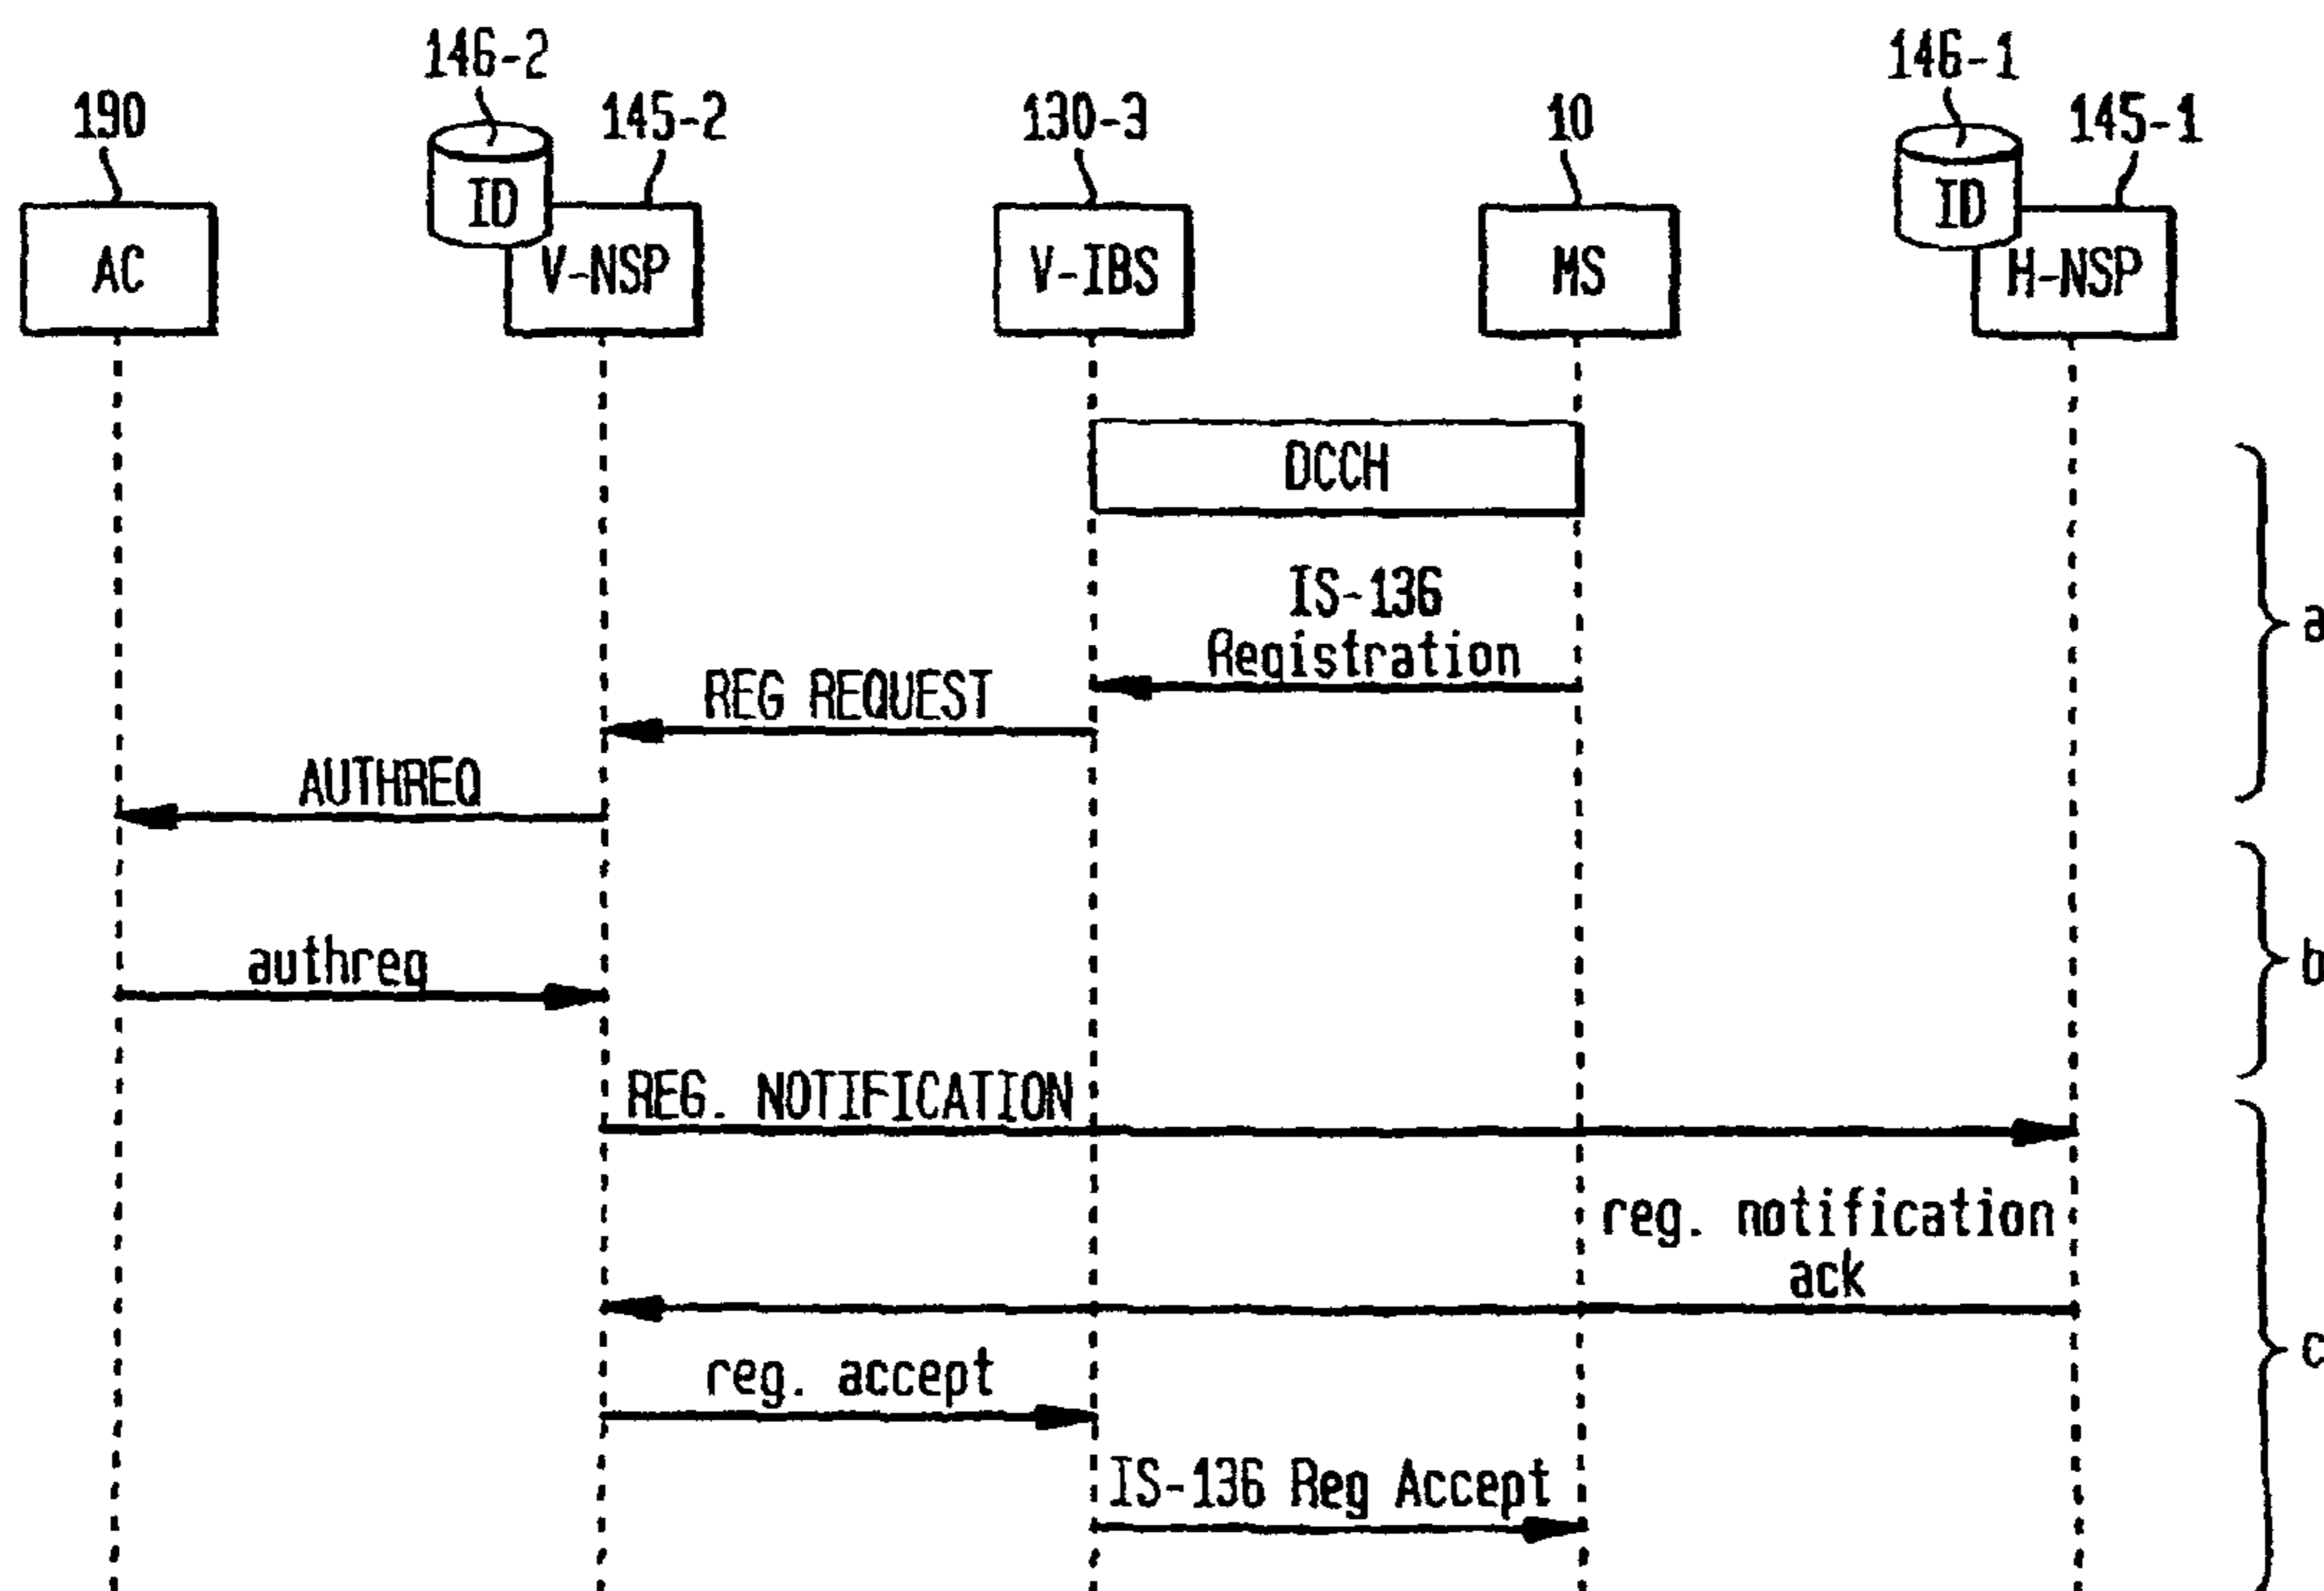 146-2
146-1
190
145-2
130-3
10
145-1
ID
ID
AC
V-NSP
V-IBS
MS
H-NSP
DCCH
IS-136
Registration
a
REG REQUEST
AUTHREQ
authreq
b
REG. NOTIFICATION
reg. notification
ack
c
reg. accept
IS-136 Reg Accept